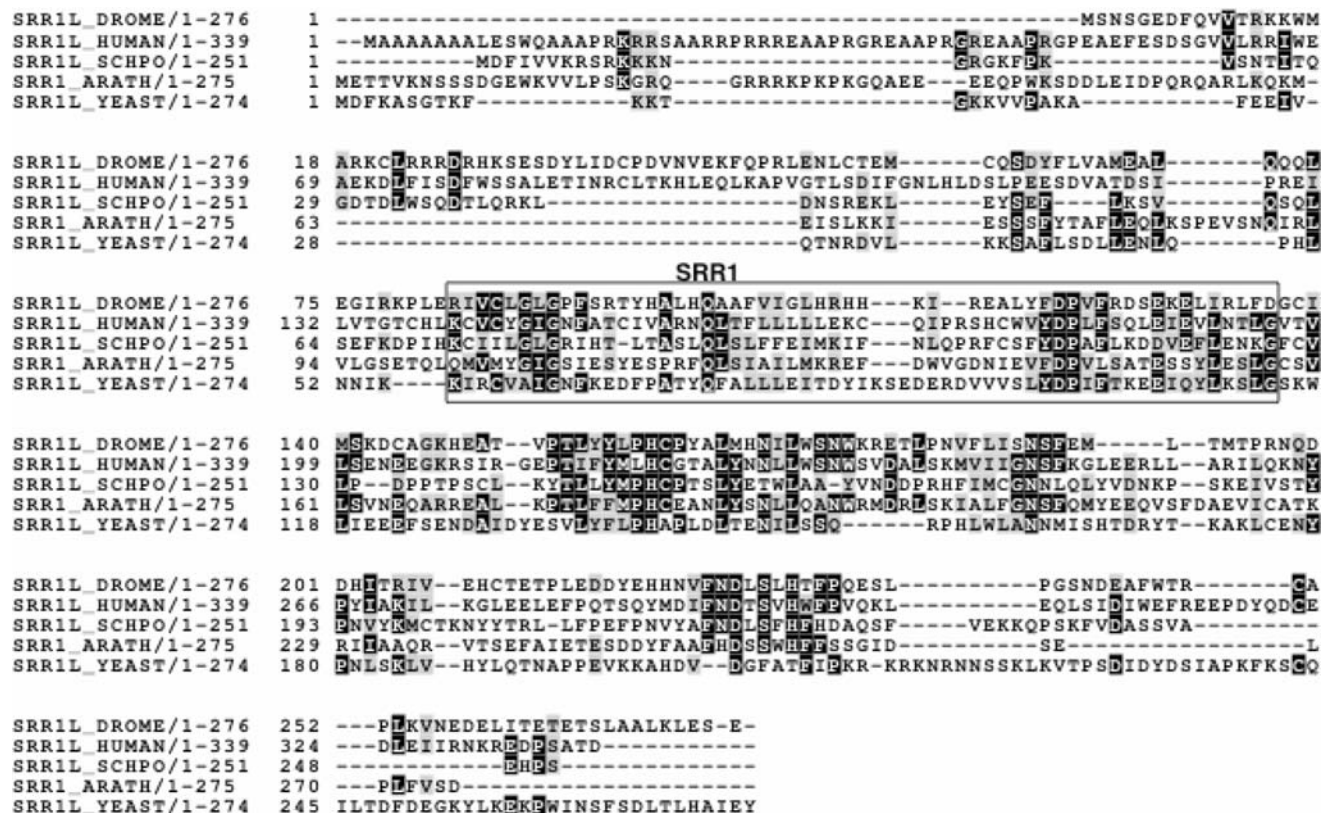 SRR1L_DROME/1-276 1 ---------------------------------------------------------MSNSGEDFQVVTRKKWM
SRR1L_HUMAN/1-339 1 --MAAAAAAALESWQAAAPRKRRSAARRPRRREAAPRGREAAPRGREAAPRGPEAEFESDSGVVLRRIWE
SRR1L_SCHPO/1-251 1 -----------MDFIVVKRSRKKKN----------------------GRGKFPK-------------VSNTITQ
SRR1_ARATH/1-275 1 METTVKNSSSDGEWKVVLPSKGRQ-----GRRRKPKPKGQAEE---EEQPWKSDDLEIDPQRQARLKQKM-
SRR1L_YEAST/1-274 1 -MDFKASGTKF-----------KKT--------------------GKKVVPAKA-----------FEEIV-
SRR1L_DROME/1-276 18 ARKCLRRRDRHKSESDYLIDCPDVNVEKFQPRLENLCTEM------CQSDYFLVAMEAL-------QQQL
SRR1L_HUMAN/1-339 69 AEKDLFISDFWSSALETINRCLTKHLEQLKAPVGTLSDIFGNLHLDSLPEESDVATDSI-------PREI
SRR1L_SCHPO/1-251 29 GDTDLWSQDTLQRKL------------------DNSREKL------EYSEF---LKSV-------QSQL
SRR1_ARATH/1-275 63 ----------------------------------EISLKKI------ESSSFYTAFLEQLKSPEVSNQIRL
SRR1L_YEAST/1-274 28 --------------------------------QTNRDVL------KKSAFLSDLLENLQ------PHL
SRR1
SRR1L_DROME/1-276 75 EGIRKPLERIVCLGLGPFSRTYHALHQAAFVIGLHRHH---KI--REALYFDPVFRDSEKELIRLFDGCI
SRR1L_HUMAN/1-339 132 LVTGTCHLKCVCYGIGNFATCIVARNQLTFLLLLLEKC---QIPRSHCWVYDPLFSQLEIEVLNTLGVTV
SRR1L_SCHPO/1-251 64 SEFKDPIHKCIILGLGRIHT-LTASLQLSLFFEIMKIF---NLQPRFCSFYDPAFLKDDVEFLENKGFCV
SRR1_ARATH/1-275 94 VLGSETQLQMVMYGIGSIESYESPRFQLSIAILMKREF---DWVGDNIEVFDPVLSATESSYLESLGCSV
SRR1L_YEAST/1-274 52 NNIK-----KIRCVAIGNFKEDFPATYQFALLLEITDYIKSEDERDVVVSLYDPIFTKEEIQYLKSLGSKW
SRR1L_DROME/1-276 140 MSKDCAGKHEAT--VPTLYYLPHCPYALMHNILWSNWKRETLPNVFLISNSFEM-----L--TMTPRNQD
SRR1L_HUMAN/1-339 199 LSENEEGKRSIR-GEPTIFYMLHCGTALYNNLLWSNWSVDALSKMVIIGNSFKGLEERLL--ARILQKNY
SRR1L_SCHPO/1-251 130 LP--DPPTPSCL--KYTLLYMPHCPTSLYETWLAA-YVNDDPRHFIMCGNNLQLYVDNKP--SKEIVSTY
SRR1_ARATH/1-275 161 LSVNEQARREAL--KPTLFFMPHCEANLYSNLLQANWRMDRLSKIALFGNSFQMYEEQVSFDAEVICATK
SRR1L_YEAST/1-274 118 LIEEEFSENDAIDYESVLYFLPHAPLDLTENILSSQ------RPHLWLANNMISHTDRYT--KAKLCENY
SRR1L_DROME/1-276 201 DHITRIV--EHCTETPLEDDYEHHNVFNDLSLHTFPQESL---------PGSNDEAFWTR--------CA
SRR1L_HUMAN/1-339 266 PYIAKIL--KGLEELEFPQTSQYMDIFNDTSVHWFPVQKL---------EQLSIDIWEFREEPDYQDCE
SRR1L_SCHPO/1-251 193 PNVYKMCTKNYYTRL-LFPEFPNVYAFNDLSFHFHDAQSF------VEKKQPSKFVDASSVA--------
SRR1_ARATH/1-275 229 RIIAAQR--VTSEFAIETESDDYFAAFHDSSWHFFSSGID------------SE---------------L
SRR1L_YEAST/1-274 180 PNLSKLV--HYLQTNAPPEVKKAHDV--DGFATFIPKR-KRKNRNNSSKLKVTPSDIDYDSIAPKFKSCQ
SRR1L_DROME/1-276 252 ---PLKVNEDELITETETSLAALKLES-E-
SRR1L_HUMAN/1-339 324 ---DLEIIRNKREDPSATD-----------
SRR1L_SCHPO/1-251 248 ------------EHPS--------------
SRR1_ARATH/1-275 270 ---PLFVSD---------------------
SRR1L_YEAST/1-274 245 ILTDFDEGKYLKEKPWINSFSDLTLHAIEY